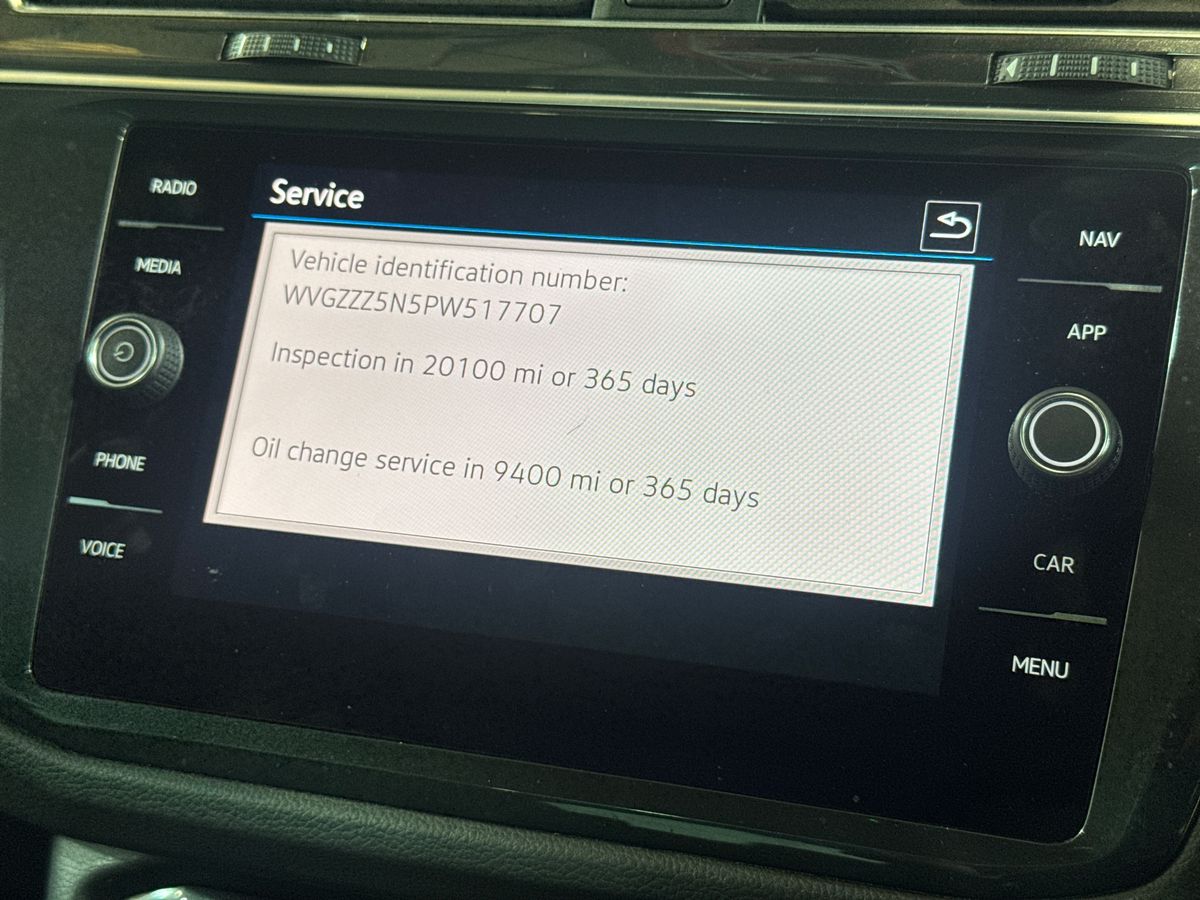 RADIO
MEDIA
PHONE
VOICE
Service
Vehicle identification number:
WVGZZZ5N5PW517707
Inspection in 20100 mi or 365 days
Oil change service in 9400 mi or 365 days
NAV
APP
CAR
MENU